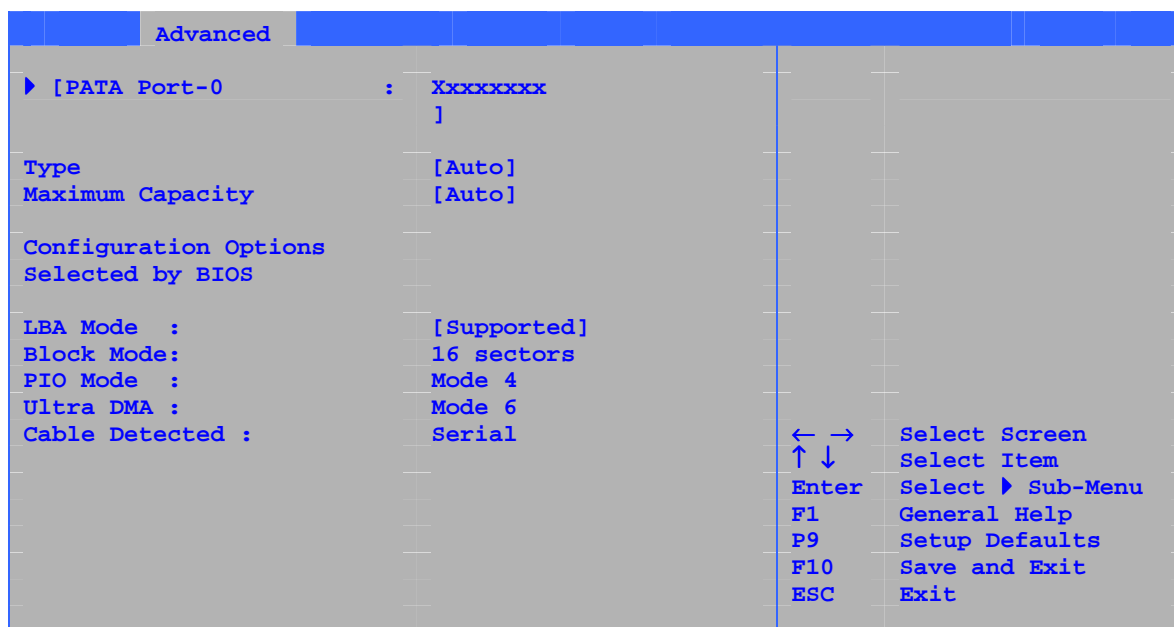 Advanced
[PATA Port-0 : Xxxxxxxx
]
Type [Auto]
Maximum Capacity [Auto]
Configuration Options
Selected by BIOS
LBA Mode : [Supported]
Block Mode: 16 sectors
PIO Mode : Mode 4
Ultra DMA : Mode 6
Cable Detected : Serial
← → Select Screen
↑ ↓ Select Item
Enter Select ▶ Sub-Menu
F1 General Help
P9 Setup Defaults
F10 Save and Exit
ESC Exit